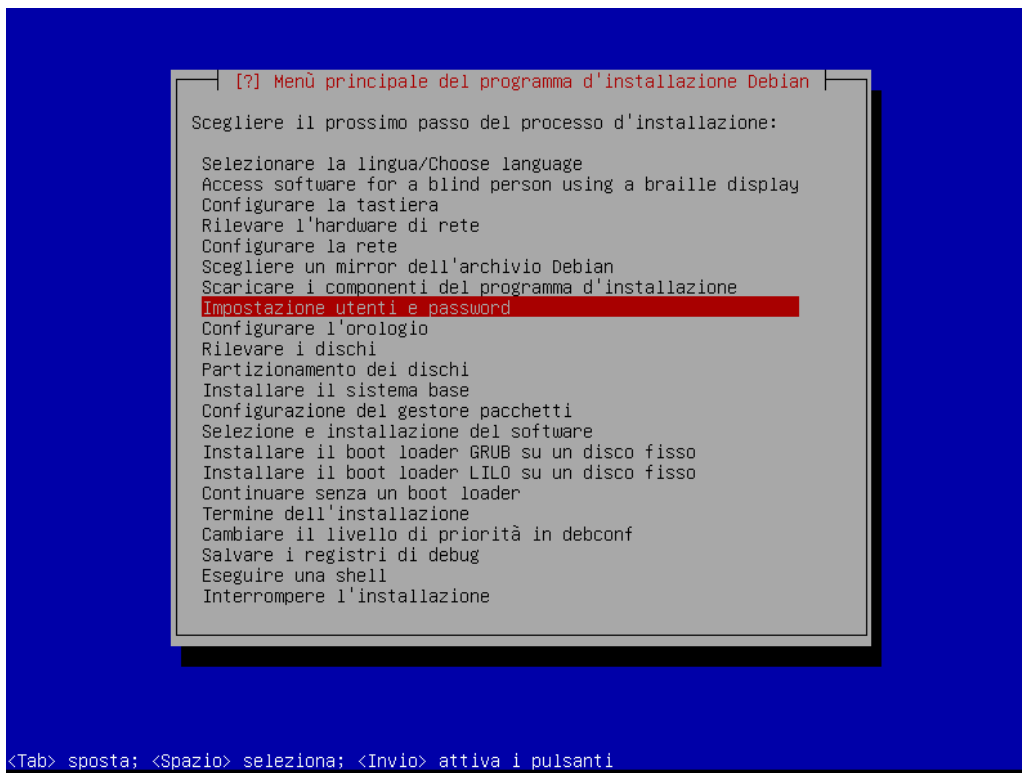 [?] Menù principale del programma d'installazione Debian
Scegliere il prossimo passo del processo d'installazione:
Selezionare la lingua/Choose language
Access software for a blind person using a braille display
Configurare la tastiera
Rilevare l'hardware di rete
Configurare la rete
Scegliere un mirror dell'archivio Debian
Scaricare i componenti del programma d'installazione
Impostazione utenti e password
Configurare l'orologio
Rilevare i dischi
Partizionamento dei dischi
Installare il sistema base
Configurazione del gestore pacchetti
Selezione e installazione del software
Installare il boot loader GRUB su un disco fisso
Installare il boot loader LILO su un disco fisso
Continuare senza un boot loader
Termine dell'installazione
Cambiare il livello di priorità in debconf
Salvare i registri di debug
Eseguire una shell
Interrompere l'installazione
<Tab> sposta; <Spazio> seleziona; <Invio> attiva i pulsanti